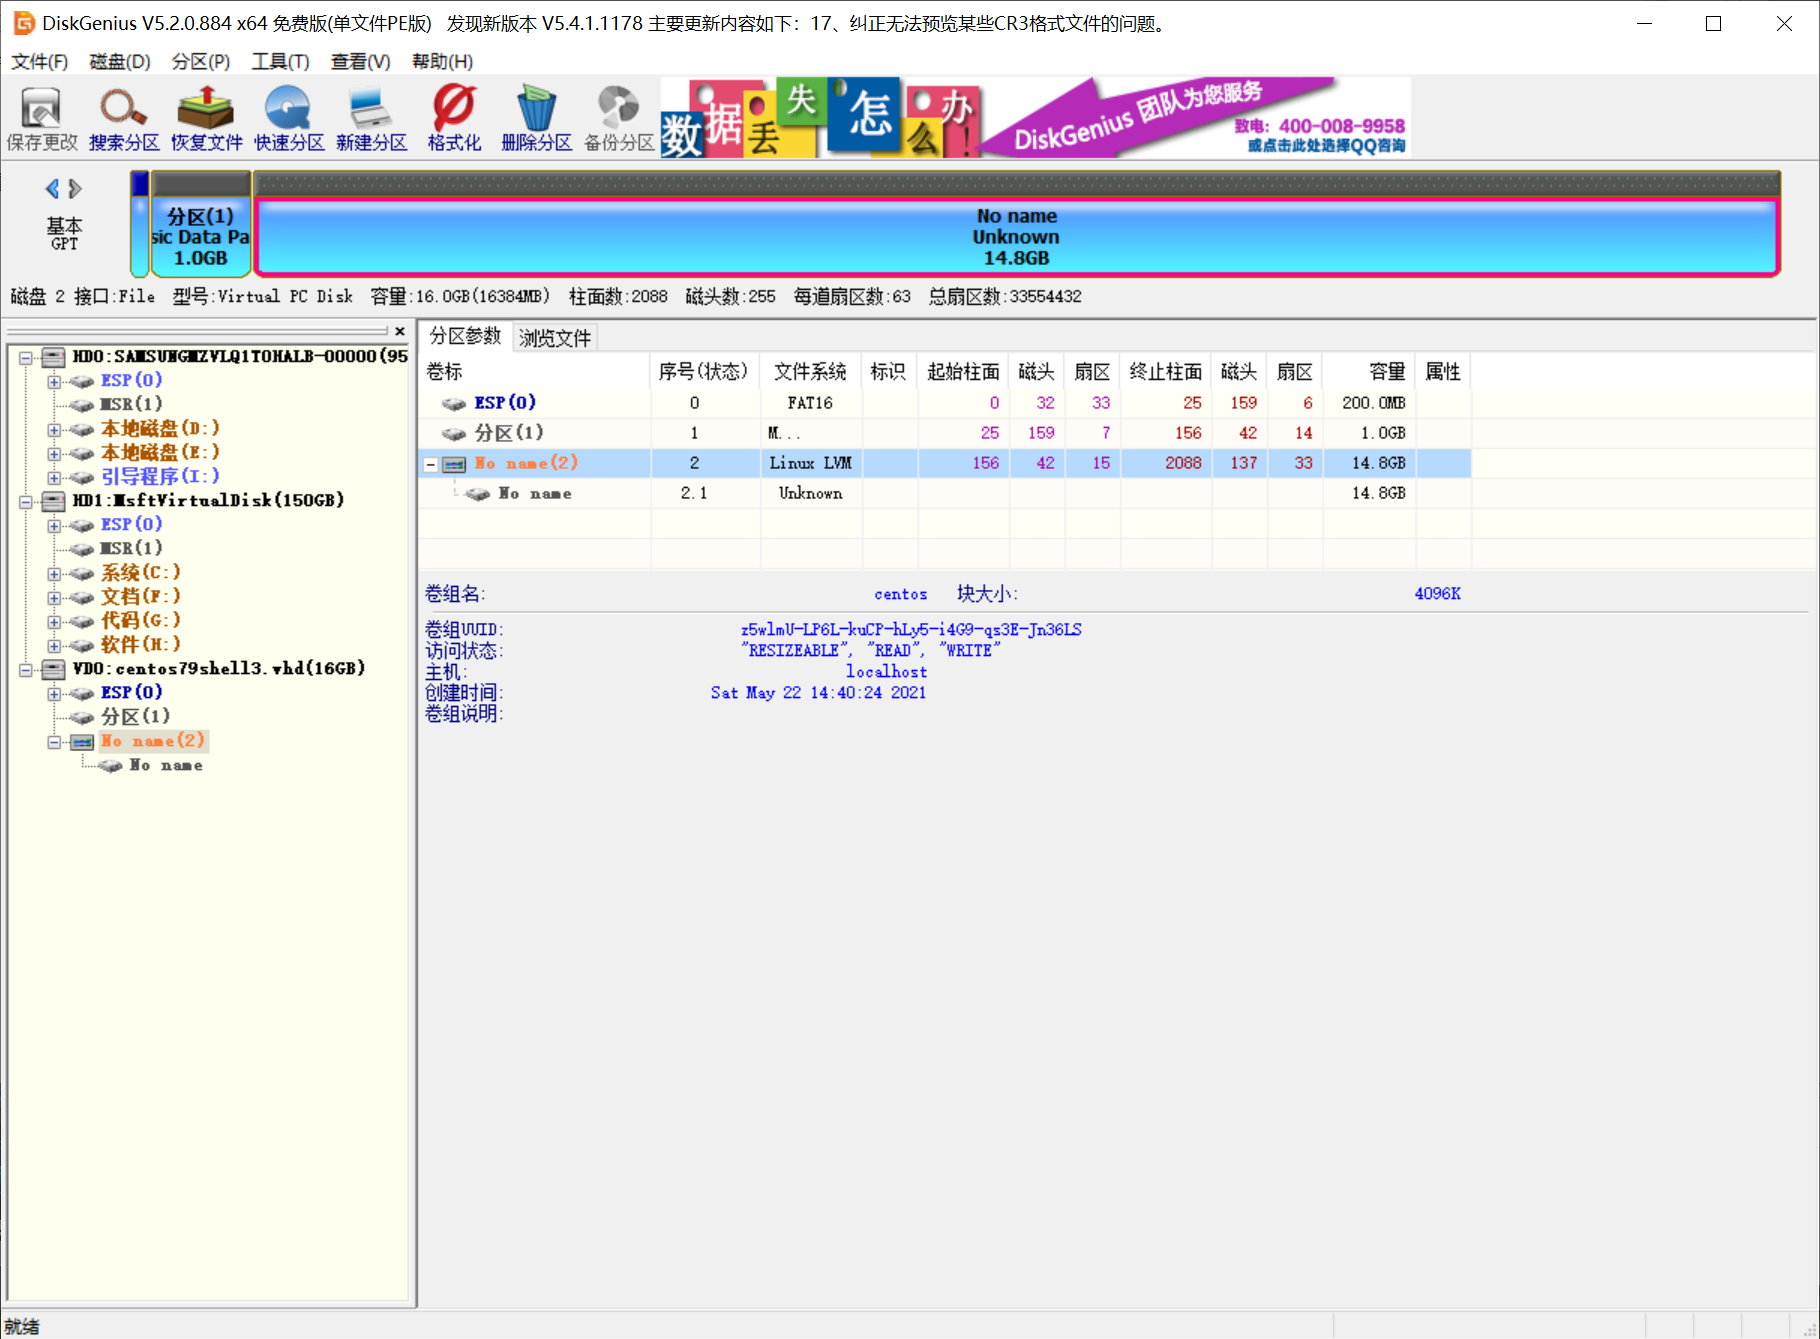 DiskGenius V5.2.0.884 x64 免费版(单文件PE版)   发现新版本 V5.4.1.1178 主要更新内容如下：17、纠正无法预览某些CR3格式文件的问题。
文件(F) 磁盘(D) 分区(P) 工具(T) 查看(V) 帮助(H)
保存更改 搜索分区 恢复文件 快速分区 新建分区 格式化 删除分区 备份分区
数据丢失怎么办!
DiskGenius 团队为您服务
致电：400-008-9958
或点击此处选择QQ咨询
基本
GPT
分区(1)
sic Data Pa
1.0GB
No name
Unknown
14.8GB
磁盘 2 接口:File 型号:Virtual PC Disk 容量:16.0GB(16384MB) 柱面数:2088 磁头数:255 每道扇区数:63 总扇区数:33554432
HD0:SAMSUNGMZVLQ1T0HALB-00000(95
ESP(0)
MSR(1)
本地磁盘(D:)
本地磁盘(E:)
引导程序(I:)
HD1:MsftVirtualDisk(150GB)
ESP(0)
MSR(1)
系统(C:)
文档(F:)
代码(G:)
软件(H:)
VD0:centos79shell3.vhd(16GB)
ESP(0)
分区(1)
No name(2)
No name
分区参数 浏览文件
卷标 序号(状态) 文件系统 标识 起始柱面 磁头 扇区 终止柱面 磁头 扇区 容量 属性
ESP(0) 0 FAT16 0 32 33 25 159 6 200.0MB
分区(1) 1 M... 25 159 7 156 42 14 1.0GB
No name(2) 2 Linux LVM 156 42 15 2088 137 33 14.8GB
No name 2.1 Unknown 14.8GB
卷组名: centos 块大小: 4096K
卷组UUID: z5wlmU-LP6L-kuCP-hLy5-i4G9-qs3E-Jn36LS
访问状态: "RESIZEABLE", "READ", "WRITE"
主机: localhost
创建时间: Sat May 22 14:40:24 2021
卷组说明:
就绪